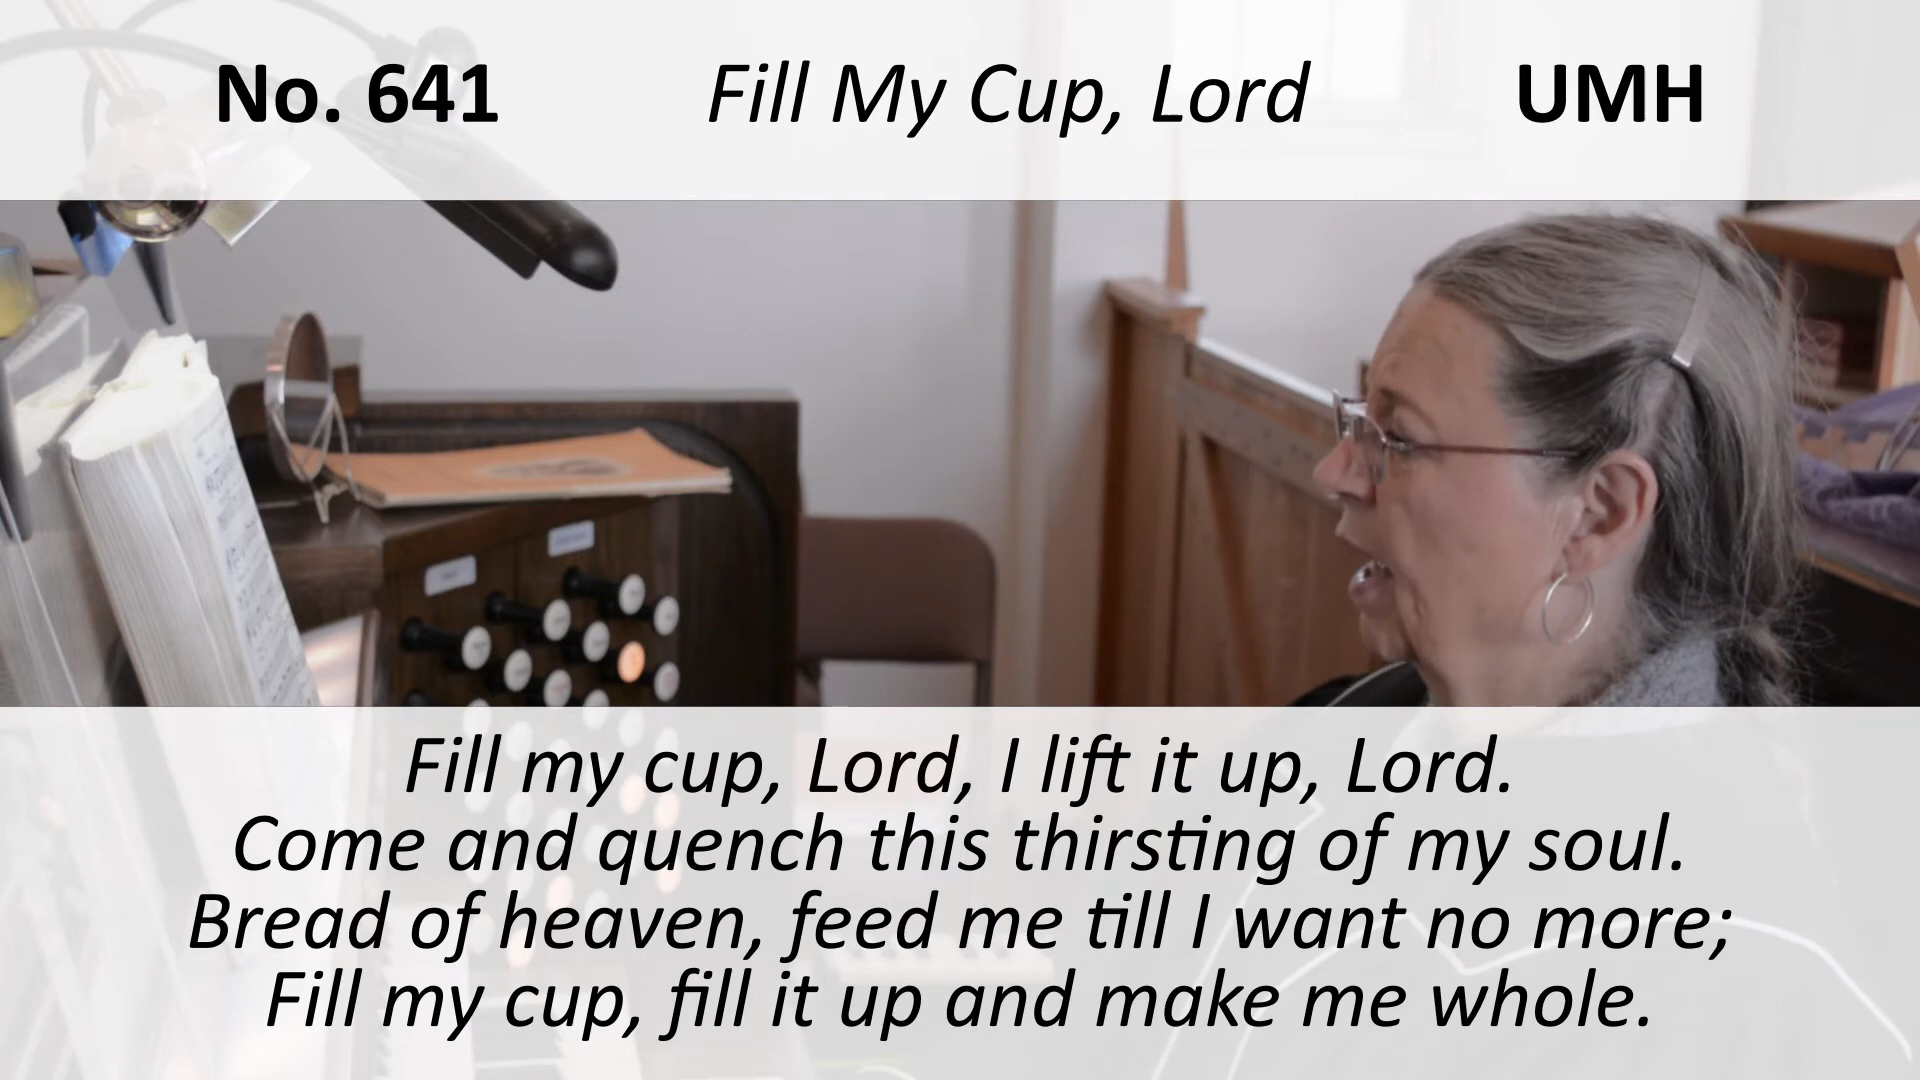 No. 641 Fill My Cup, Lord UMH
Fill my cup, Lord, I lift it up, Lord.
Come and quench this thirsting of my soul.
Bread of heaven, feed me till I want no more;
Fill my cup, fill it up and make me whole.